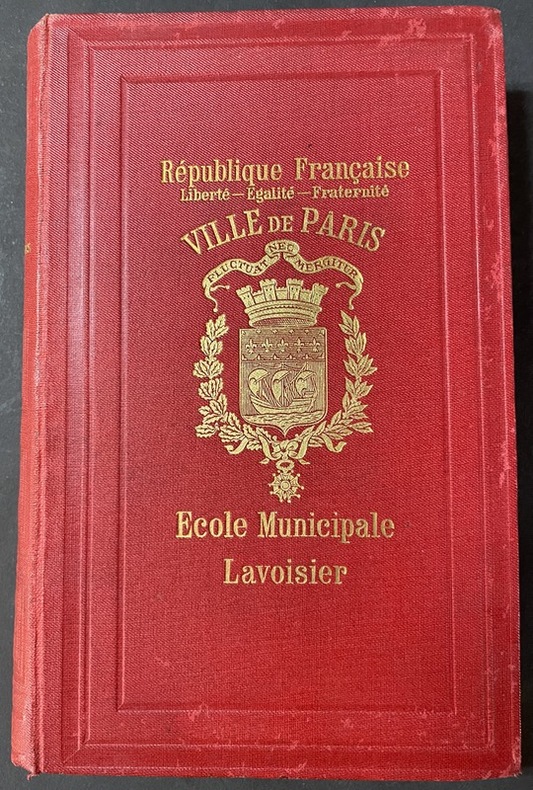 République Française
Liberté — Égalité — Fraternité
VILLE DE PARIS
FLUCTUAT NEC MERGITUR
Ecole Municipale
Lavoisier